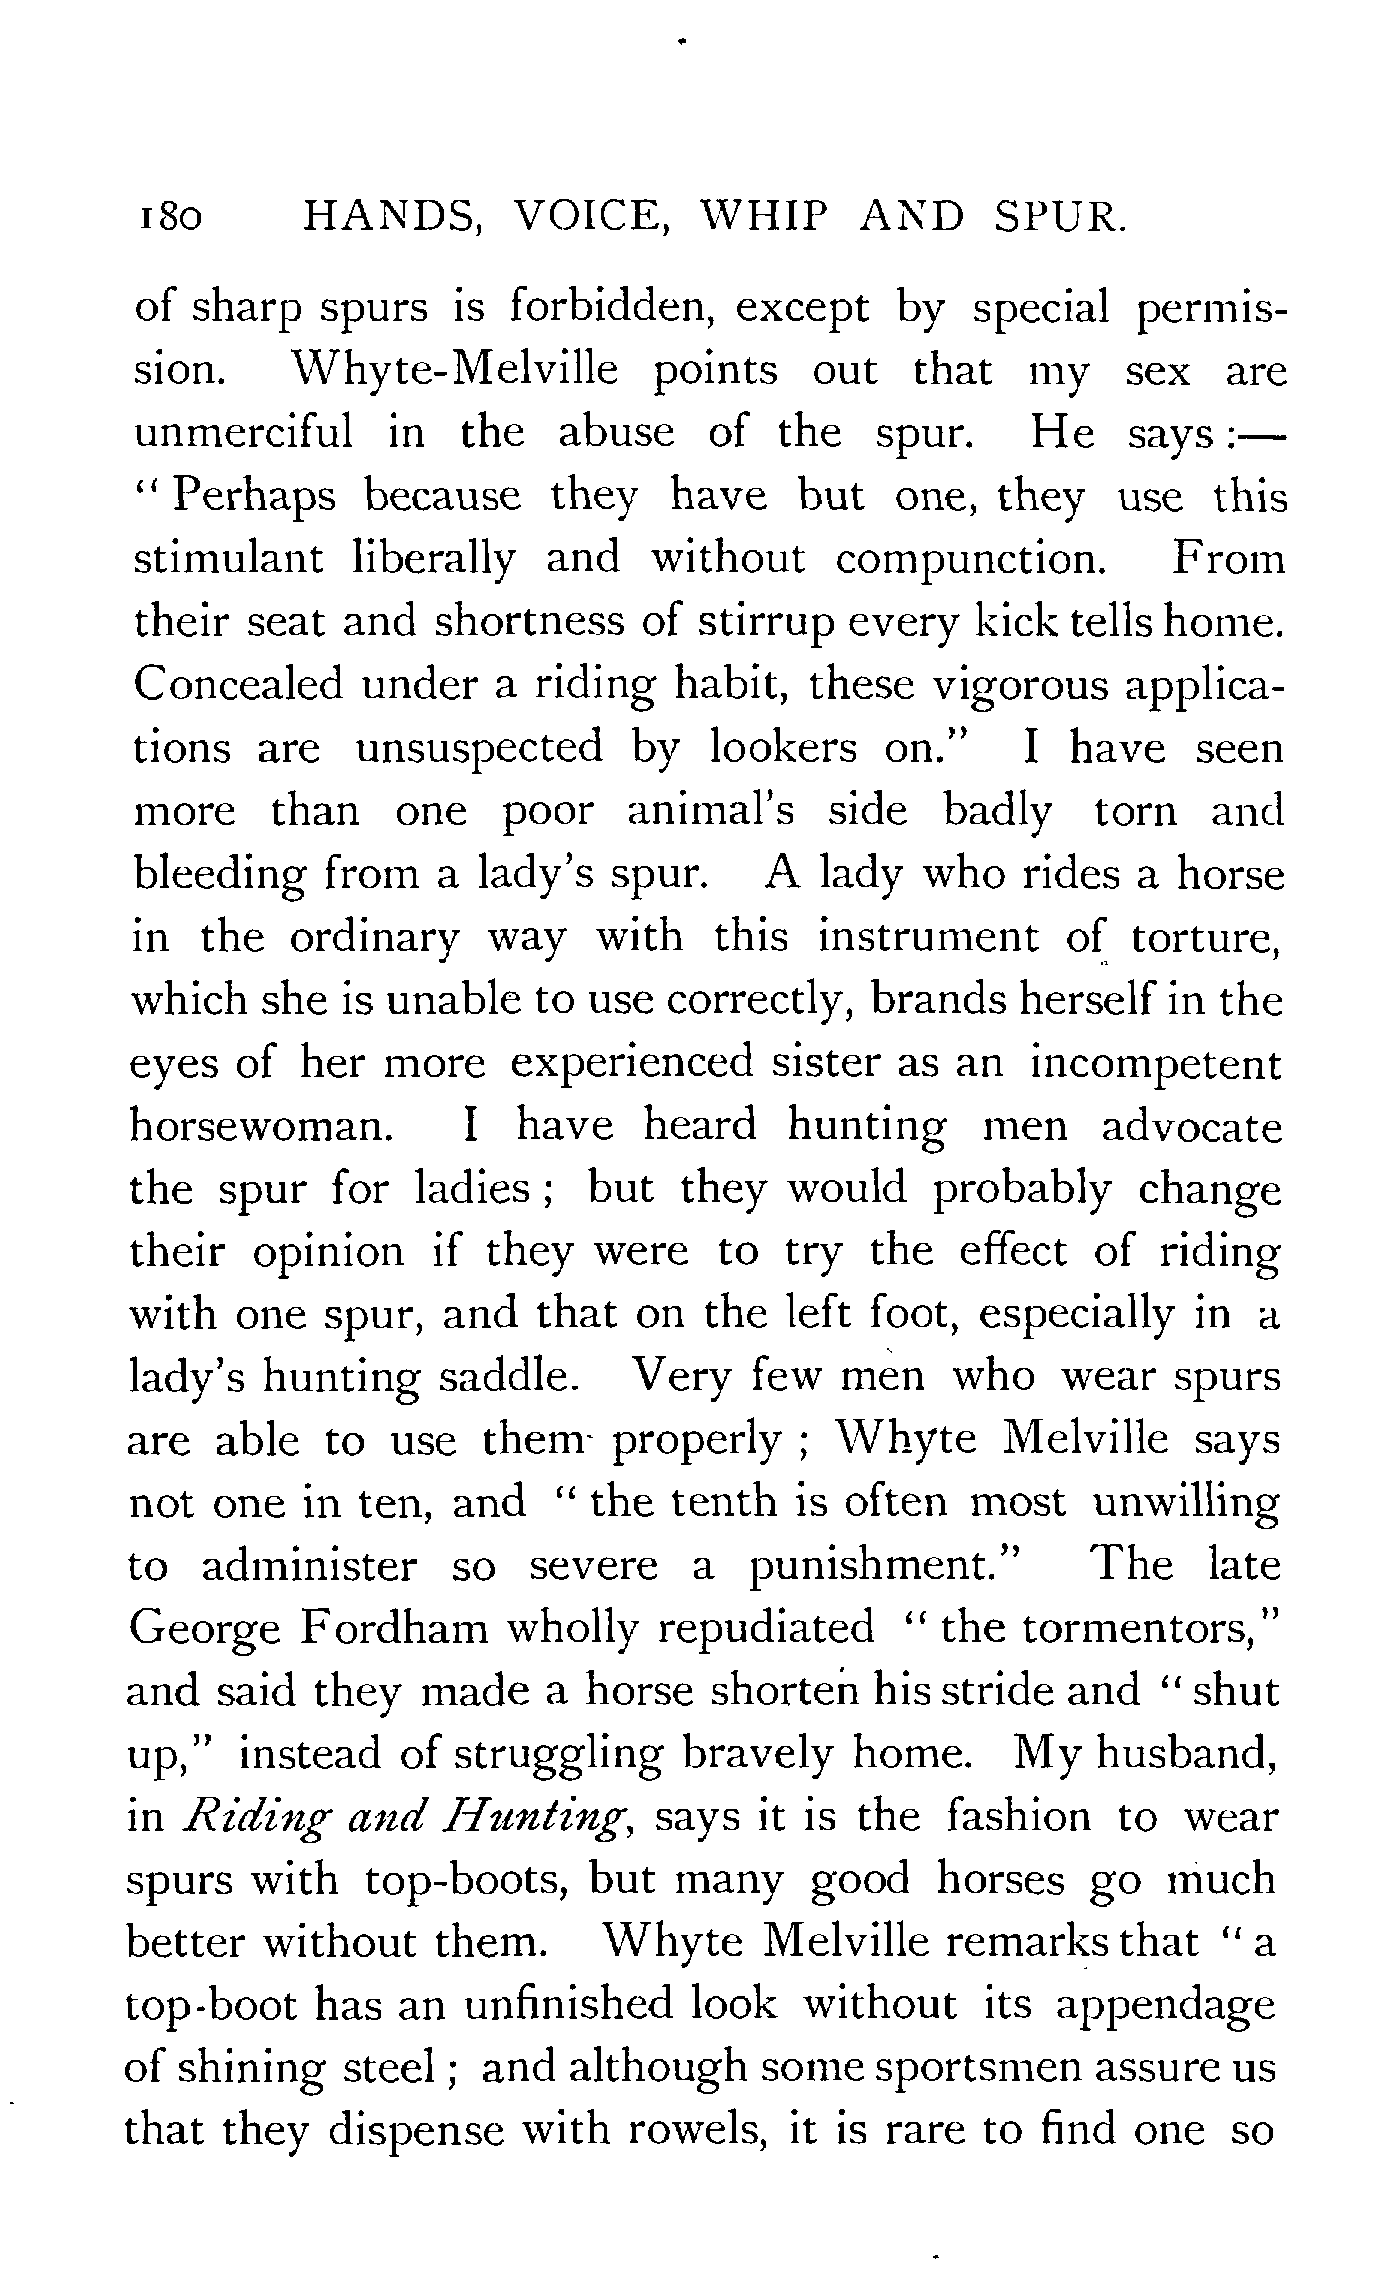 180 HANDS, VOICE, WHIP AND SPUR.
of sharp spurs is forbidden, except by special permis-
sion. Whyte-Melville points out that my sex are
unmerciful in the abuse of the spur. He says :—
" Perhaps because they have but one, they use this
stimulant liberally and without compunction. From
their seat and shortness of stirrup every kick tells home.
Concealed under a riding habit, these vigorous applica-
tions are unsuspected by lookers on." I have seen
more than one poor animal's side badly torn and
bleeding from a lady's spur. A lady who rides a horse
in the ordinary way with this instrument of torture,
which she is unable to use correctly, brands herself in the
eyes of her more experienced sister as an incompetent
horsewoman. I have heard hunting men advocate
the spur for ladies ; but they would probably change
their opinion if they were to try the effect of riding
with one spur, and that on the left foot, especially in a
lady's hunting saddle. Very few men who wear spurs
are able to use them properly ; Whyte Melville says
not one in ten, and " the tenth is often most unwilling
to administer so severe a punishment." The late
George Fordham wholly repudiated " the tormentors,"
and said they made a horse shorten his stride and " shut
up," instead of struggling bravely home. My husband,
in Riding and Hunting, says it is the fashion to wear
spurs with top-boots, but many good horses go much
better without them. Whyte Melville remarks that " a
top-boot has an unfinished look without its appendage
of shining steel ; and although some sportsmen assure us
that they dispense with rowels, it is rare to find one so